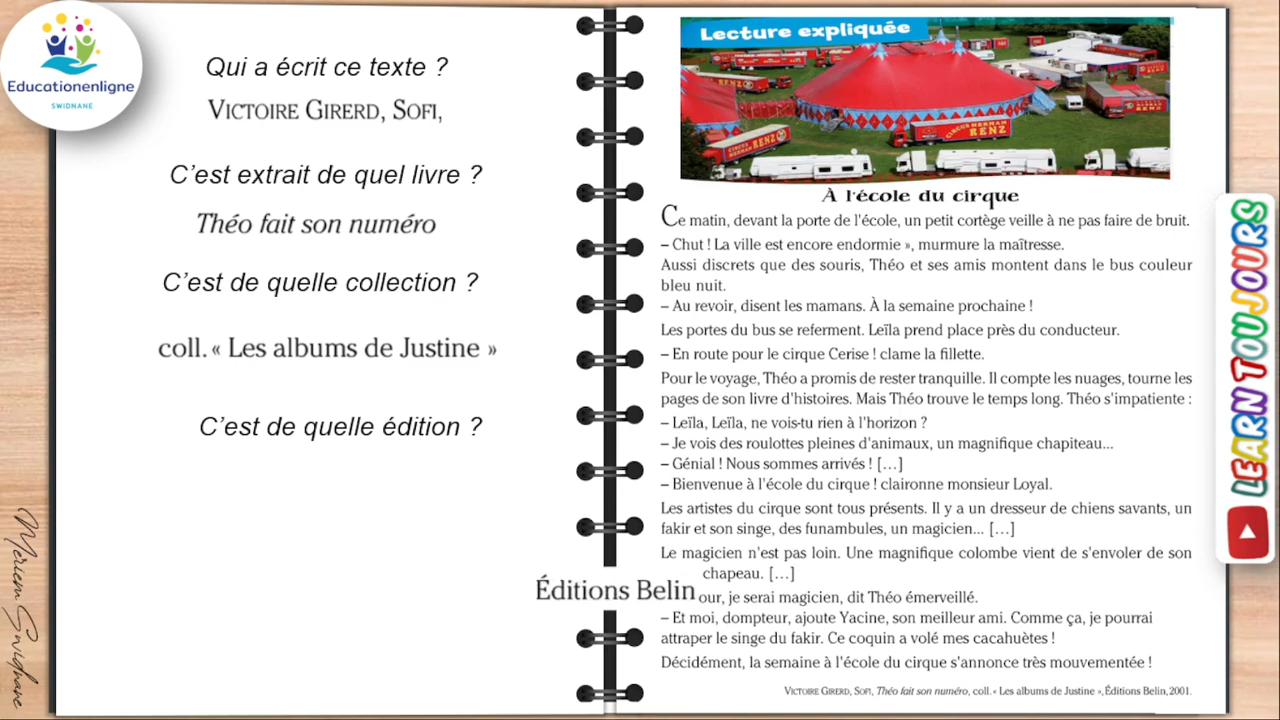 Educationenligne
SWIDNANE
Qui a écrit ce texte ?
VICTOIRE GIRERD, SOFI,
C'est extrait de quel livre ?
Théo fait son numéro
C'est de quelle collection ?
coll. « Les albums de Justine »
C'est de quelle édition ?
Éditions Belin
Meriem Swidnane
Lecture expliquée
CIRCUS HERMAN
RENZ
À l'école du cirque
Ce matin, devant la porte de l'école, un petit cortège veille à ne pas faire de bruit.
– Chut ! La ville est encore endormie », murmure la maîtresse.
Aussi discrets que des souris, Théo et ses amis montent dans le bus couleur
bleu nuit.
– Au revoir, disent les mamans. À la semaine prochaine !
Les portes du bus se referment. Leïla prend place près du conducteur.
– En route pour le cirque Cerise ! clame la fillette.
Pour le voyage, Théo a promis de rester tranquille. Il compte les nuages, tourne les
pages de son livre d'histoires. Mais Théo trouve le temps long. Théo s'impatiente :
– Leïla, Leïla, ne vois-tu rien à l'horizon ?
– Je vois des roulottes pleines d'animaux, un magnifique chapiteau...
– Génial ! Nous sommes arrivés ! [...]
– Bienvenue à l'école du cirque ! claironne monsieur Loyal.
Les artistes du cirque sont tous présents. Il y a un dresseur de chiens savants, un
fakir et son singe, des funambules, un magicien... [...]
Le magicien n'est pas loin. Une magnifique colombe vient de s'envoler de son
chapeau. [...]
our, je serai magicien, dit Théo émerveillé.
– Et moi, dompteur, ajoute Yacine, son meilleur ami. Comme ça, je pourrai
attraper le singe du fakir. Ce coquin a volé mes cacahuètes !
Décidément, la semaine à l'école du cirque s'annonce très mouvementée !
VICTOIRE GIRERD, SOFI, Théo fait son numéro, coll. « Les albums de Justine », Éditions Belin, 2001.
LEARN TOUJOURS